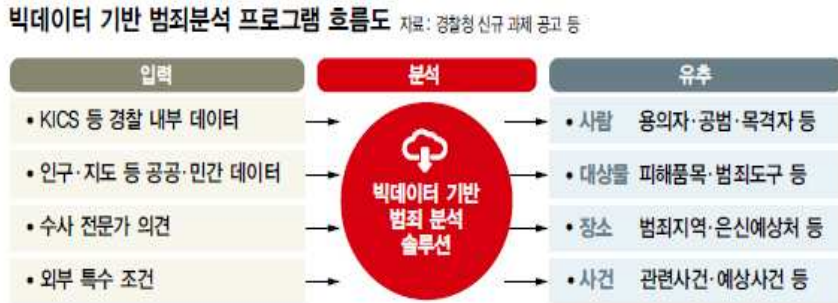 빅데이터 기반 범죄분석 프로그램 흐름도 자료: 경찰청 신규 과제 공고 등
입력 분석 유추
• KICS 등 경찰 내부 데이터
• 인구·지도 등 공공·민간 데이터
• 수사 전문가 의견
• 외부 특수 조건
빅데이터 기반
범죄 분석
솔루션
• 사람 용의자·공범·목격자 등
• 대상물 피해품목·범죄도구 등
• 장소 범죄지역·은신예상처 등
• 사건 관련사건·예상사건 등